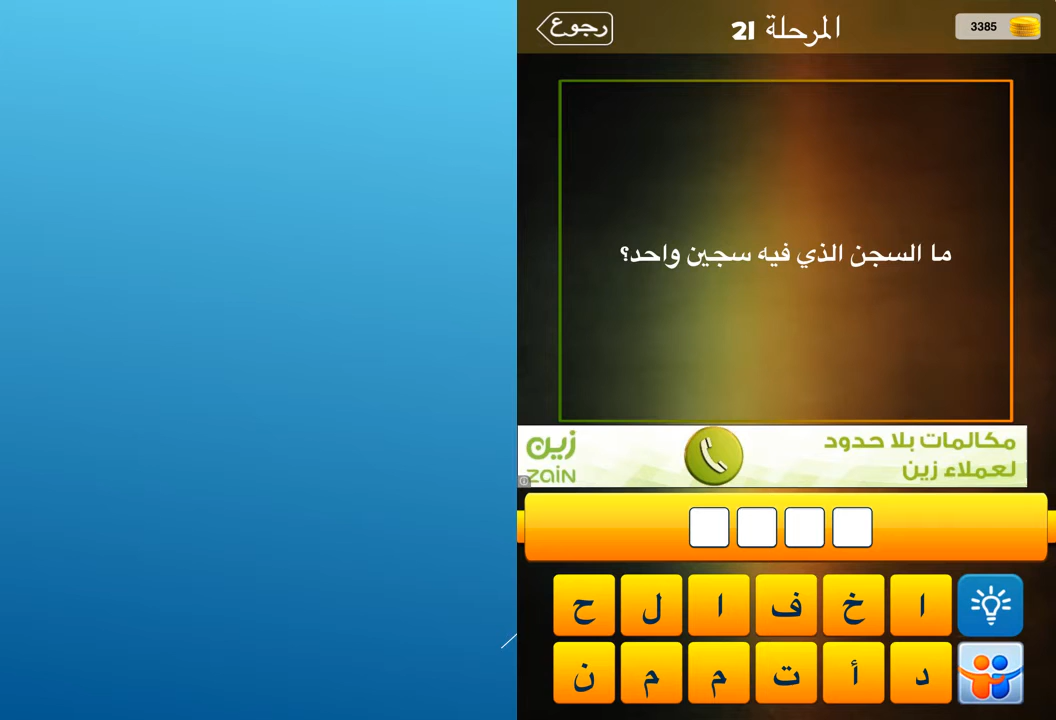 رجوع
المرحلة 21
3385
ما السجن الذي فيه سجين واحد؟
زين
zain
مكالمات بلا حدود
لعملاء زين
ا خ ف ا ل ح
د أ ت م م ن